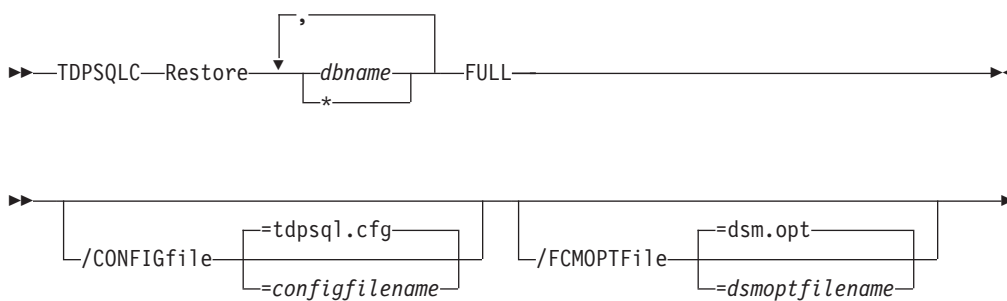 ,
TDPSQLC Restore dbname FULL
*
=tdpsql.cfg =dsm.opt
/CONFIGfile /FCMOPTFile
=configfilename =dsmoptfilename